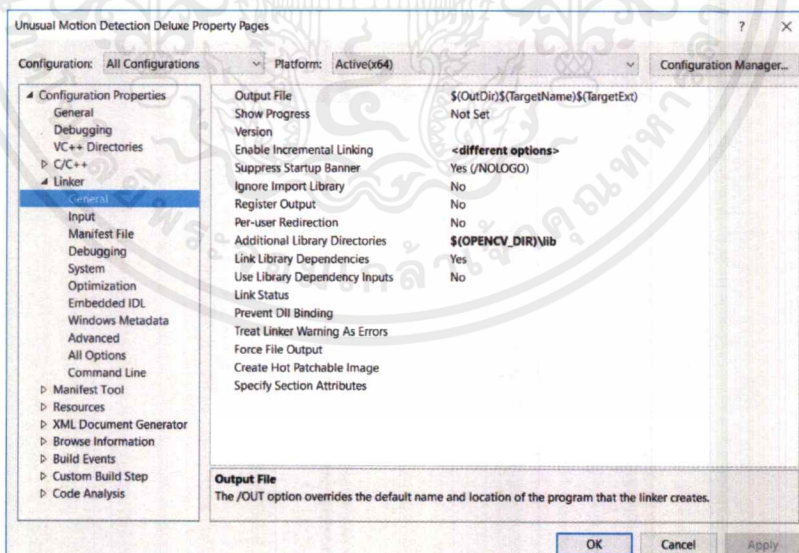 Unusual Motion Detection Deluxe Property Pages ? ×
Configuration: All Configurations Platform: Active(x64) Configuration Manager...
Configuration Properties
General
Debugging
VC++ Directories
C/C++
Linker
General
Input
Manifest File
Debugging
System
Optimization
Embedded IDL
Windows Metadata
Advanced
All Options
Command Line
Manifest Tool
Resources
XML Document Generator
Browse Information
Build Events
Custom Build Step
Code Analysis
Output File $(OutDir)$(TargetName)$(TargetExt)
Show Progress Not Set
Version
Enable Incremental Linking <different options>
Suppress Startup Banner Yes (/NOLOGO)
Ignore Import Library No
Register Output No
Per-user Redirection No
Additional Library Directories $(OPENCV_DIR)\lib
Link Library Dependencies Yes
Use Library Dependency Inputs No
Link Status
Prevent Dll Binding
Treat Linker Warning As Errors
Force File Output
Create Hot Patchable Image
Specify Section Attributes
Output File
The /OUT option overrides the default name and location of the program that the linker creates.
OK Cancel Apply